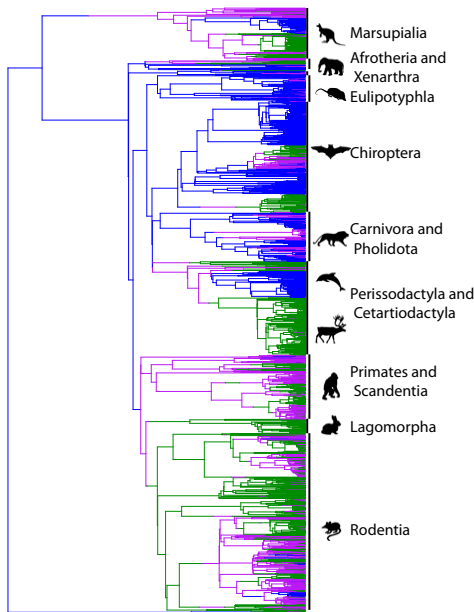 Marsupialia
Afrotheria and
Xenarthra
Eulipotyphla
Chiroptera
Carnivora and
Pholidota
Perissodactyla and
Cetartiodactyla
Primates and
Scandentia
Lagomorpha
Rodentia